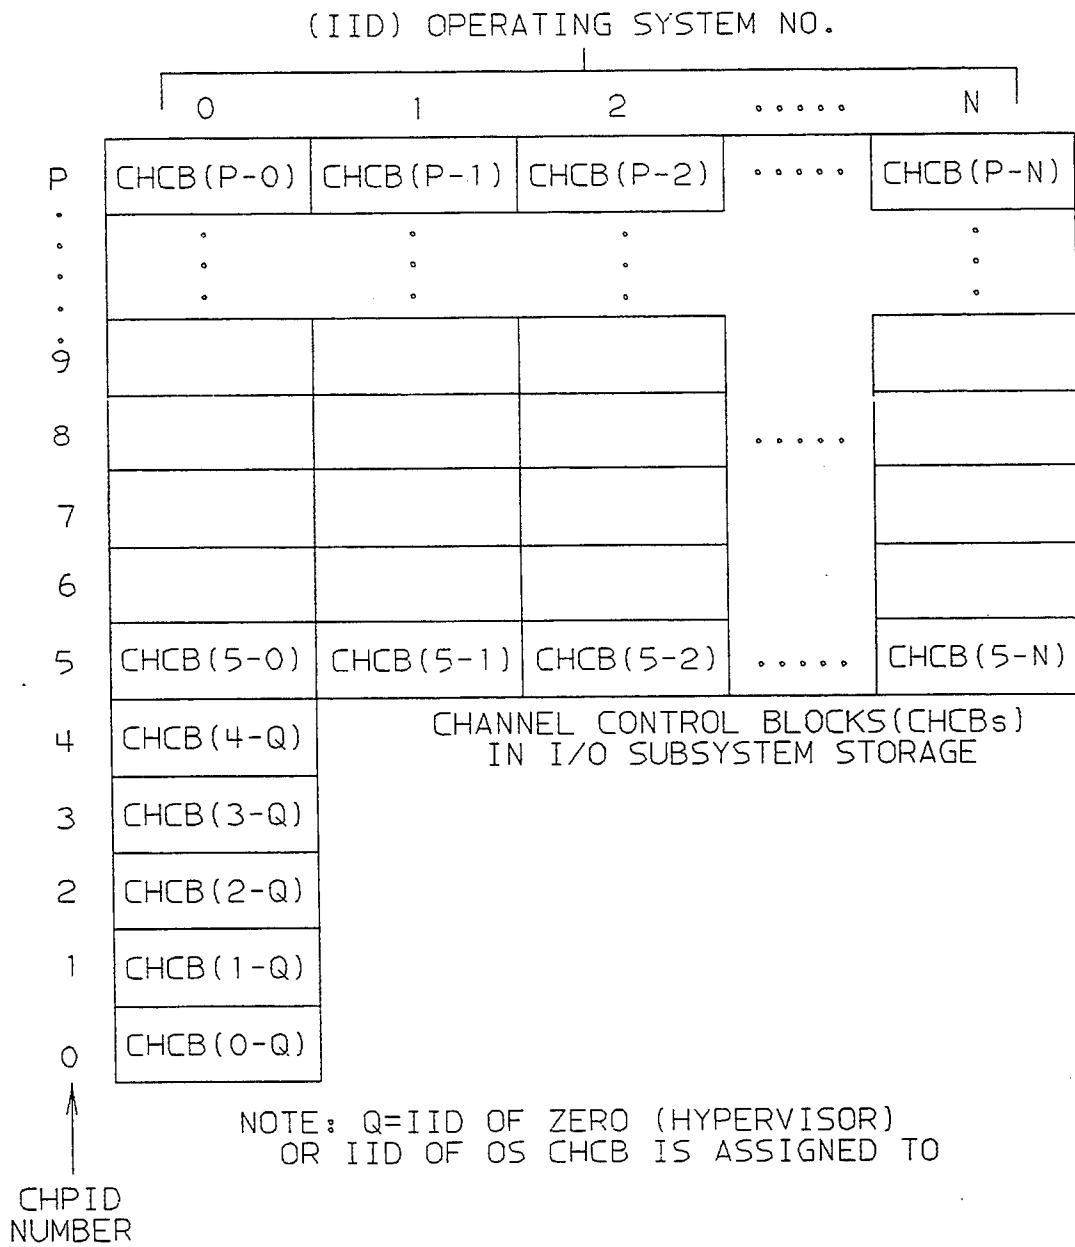 (IID) OPERATING SYSTEM NO.
0 1 2 ..... N
P CHCB(P-0) CHCB(P-1) CHCB(P-2) ..... CHCB(P-N)
9
8 .....
7
6
5 CHCB(5-0) CHCB(5-1) CHCB(5-2) ..... CHCB(5-N)
4 CHCB(4-Q)
CHANNEL CONTROL BLOCKS(CHCBs)
IN I/O SUBSYSTEM STORAGE
3 CHCB(3-Q)
2 CHCB(2-Q)
1 CHCB(1-Q)
0 CHCB(0-Q)
NOTE: Q=IID OF ZERO (HYPERVISOR)
OR IID OF OS CHCB IS ASSIGNED TO
CHPID
NUMBER